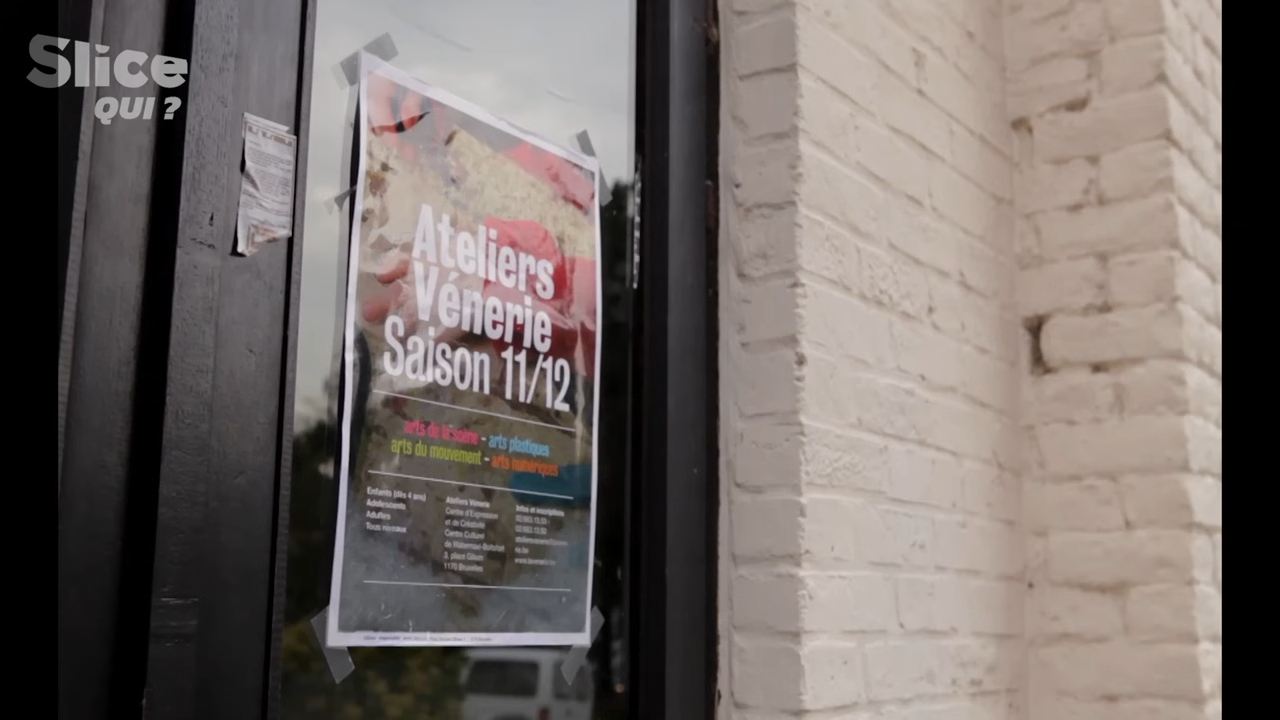 Slice
QUI ?
Ateliers
Vénerie
Saison 11/12
arts de la scène - arts plastiques
arts du mouvement - arts numériques
Enfants (dès 4 ans)
Adolescents
Adultes
Tous niveaux
Ateliers Vénerie
Centre d'Expression
et de Créativité
Centre Culturel
de Watermael-Boitsfort
3, place Gilson
1170 Bruxelles
Infos et inscriptions